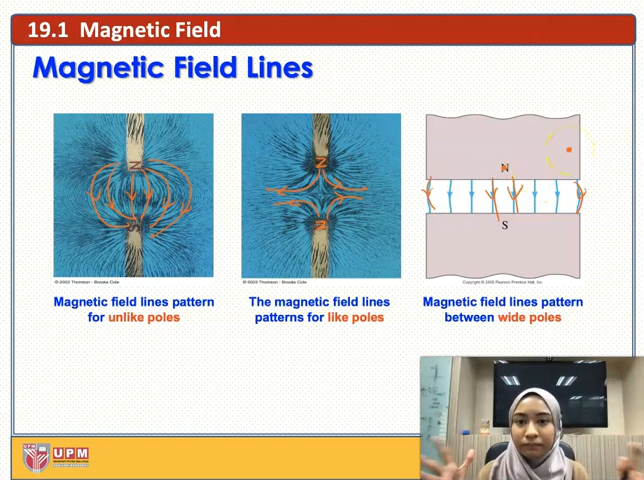 19.1 Magnetic Field
Magnetic Field Lines
N
S
N
N
N
S
© 2003 Thomson - Brooks Cole
© 2003 Thomson - Brooks Cole
Copyright © 2005 Pearson Prentice Hall, Inc.
Magnetic field lines pattern
for unlike poles
The magnetic field lines
patterns for like poles
Magnetic field lines pattern
between wide poles
UPM
UPM